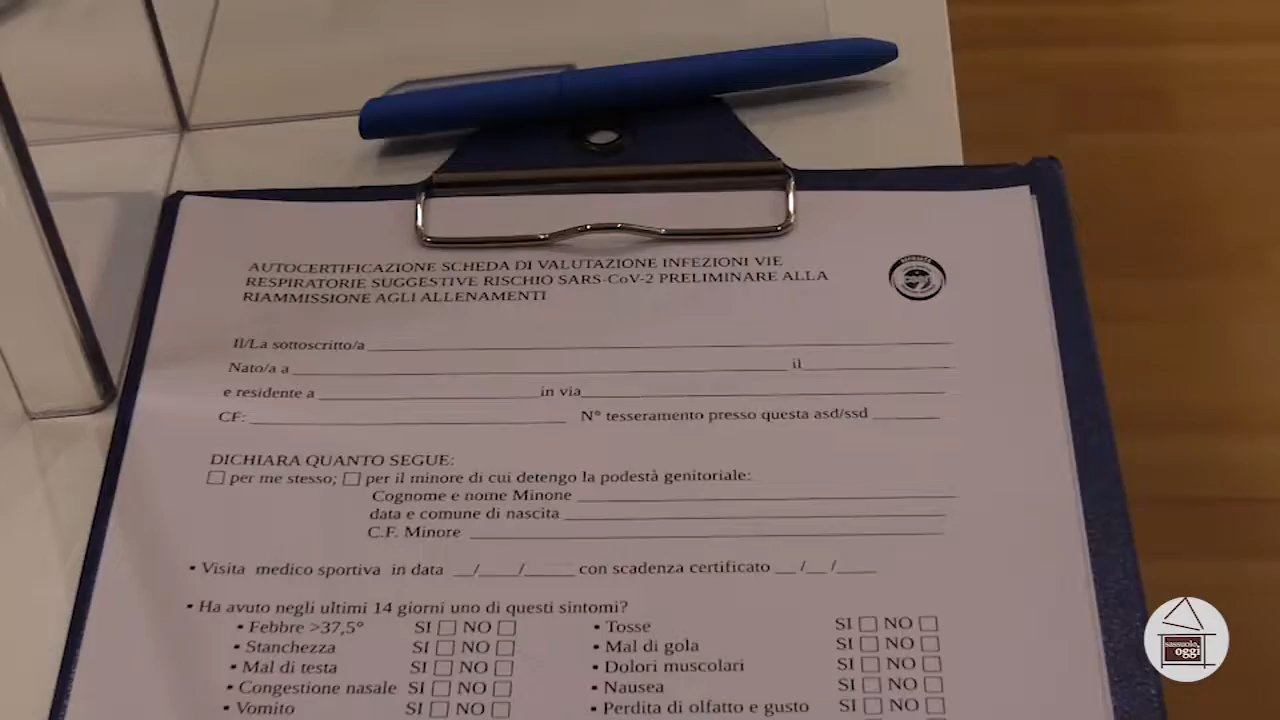 AUTOCERTIFICAZIONE SCHEDA DI VALUTAZIONE INFEZIONI VIE
RESPIRATORIE SUGGESTIVE RISCHIO SARS-CoV-2 PRELIMINARE ALLA
RIAMMISSIONE AGLI ALLENAMENTI
Il/La sottoscritto/a
Nato/a a il
e residente a in via
CF: N° tesseramento presso questa asd/ssd
DICHIARA QUANTO SEGUE:
☐ per me stesso; ☐ per il minore di cui detengo la podestà genitoriale:
Cognome e nome Minone
data e comune di nascita
C.F. Minore
• Visita medico sportiva in data __/____/_____ con scadenza certificato __/__/____
• Ha avuto negli ultimi 14 giorni uno di questi sintomi?
• Febbre >37,5° SI ☐ NO ☐ • Tosse SI ☐ NO ☐
• Stanchezza SI ☐ NO ☐ • Mal di gola SI ☐ NO ☐
• Mal di testa SI ☐ NO ☐ • Dolori muscolari SI ☐ NO ☐
• Congestione nasale SI ☐ NO ☐ • Nausea SI ☐ NO ☐
• Vomito SI ☐ NO ☐ • Perdita di olfatto e gusto SI ☐ NO ☐
sassuolo
oggi